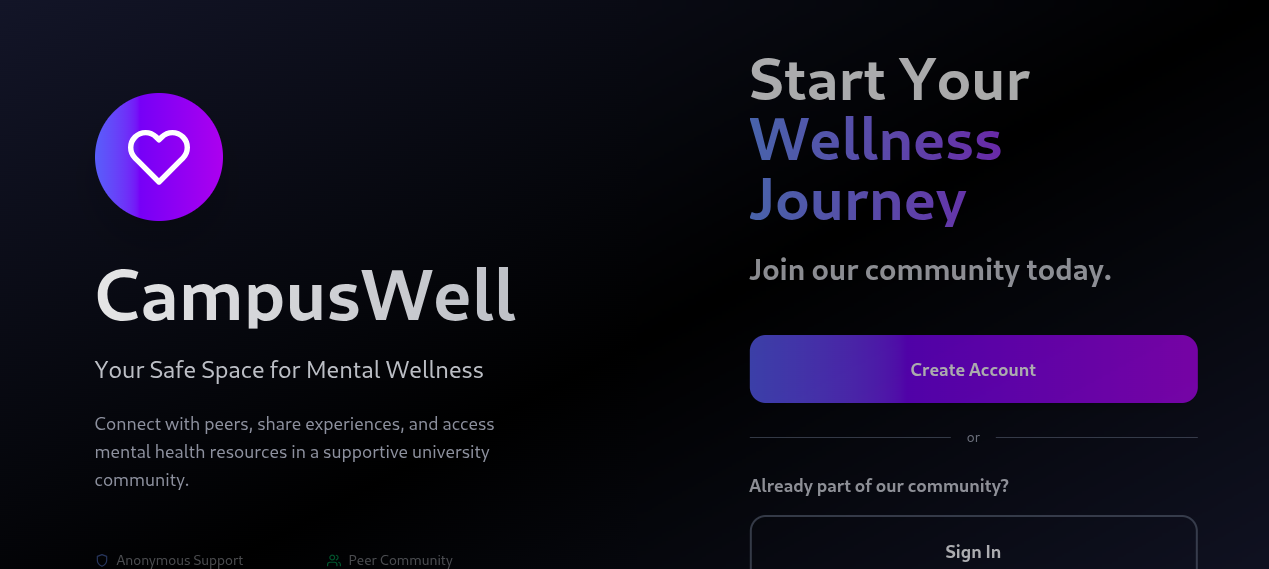 CampusWell
Your Safe Space for Mental Wellness
Connect with peers, share experiences, and access
mental health resources in a supportive university
community.
Anonymous Support
Peer Community
Start Your
Wellness
Journey
Join our community today.
Create Account
or
Already part of our community?
Sign In